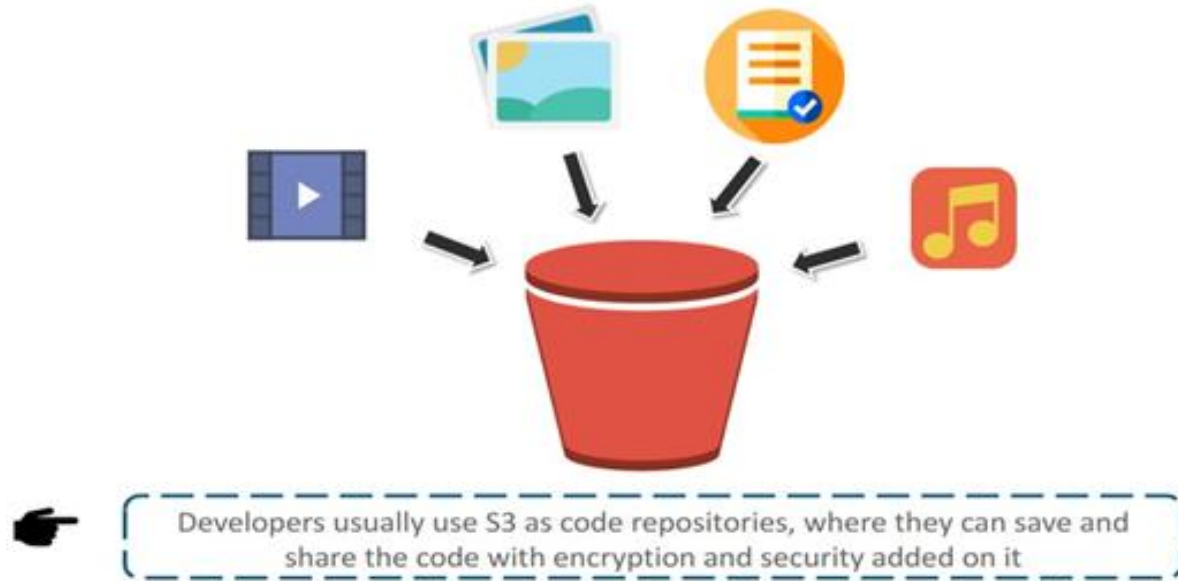 Developers usually use S3 as code repositories, where they can save and
share the code with encryption and security added on it